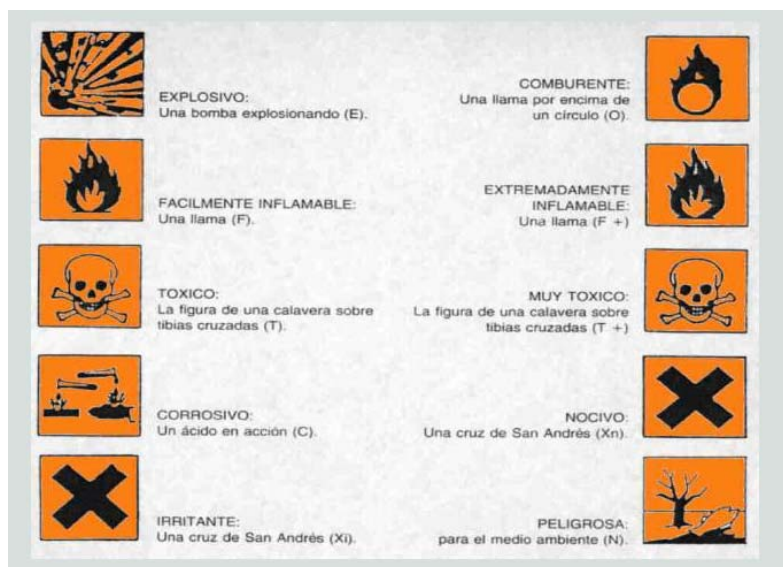 EXPLOSIVO:
Una bomba explosionando (E).
COMBURENTE:
Una llama por encima de
un círculo (O).
FACILMENTE INFLAMABLE:
Una llama (F).
EXTREMADAMENTE
INFLAMABLE:
Una llama (F +)
TOXICO:
La figura de una calavera sobre
tibias cruzadas (T).
MUY TOXICO:
La figura de una calavera sobre
tibias cruzadas (T +)
CORROSIVO:
Un ácido en acción (C).
NOCIVO:
Una cruz de San Andrés (Xn).
IRRITANTE:
Una cruz de San Andrés (Xi).
PELIGROSA:
para el medio ambiente (N).